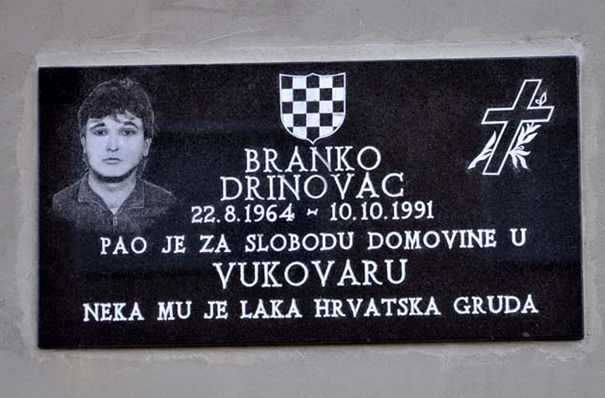 BRANKO
DRINOVAC
22.8.1964 ~ 10.10.1991
PAO JE ZA SLOBODU DOMOVINE U
VUKOVARU
NEKA MU JE LAKA HRVATSKA GRUDA